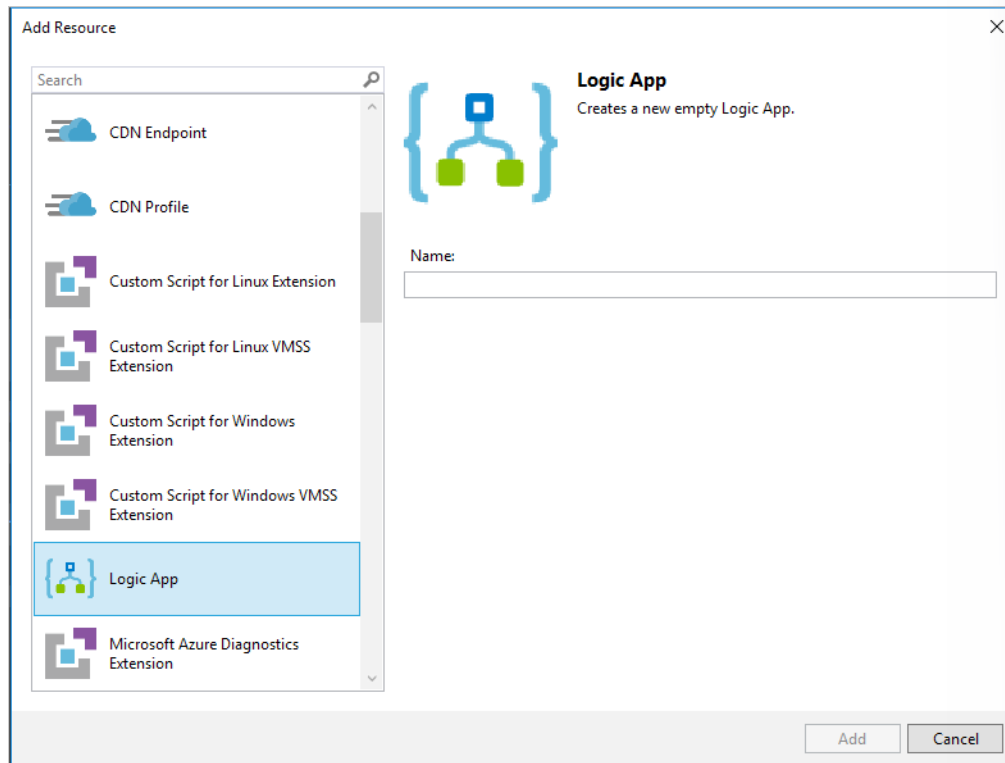 Add Resource
Search
CDN Endpoint
CDN Profile
Custom Script for Linux Extension
Custom Script for Linux VMSS
Extension
Custom Script for Windows
Extension
Custom Script for Windows VMSS
Extension
Logic App
Microsoft Azure Diagnostics
Extension
Logic App
Creates a new empty Logic App.
Name:
Add
Cancel